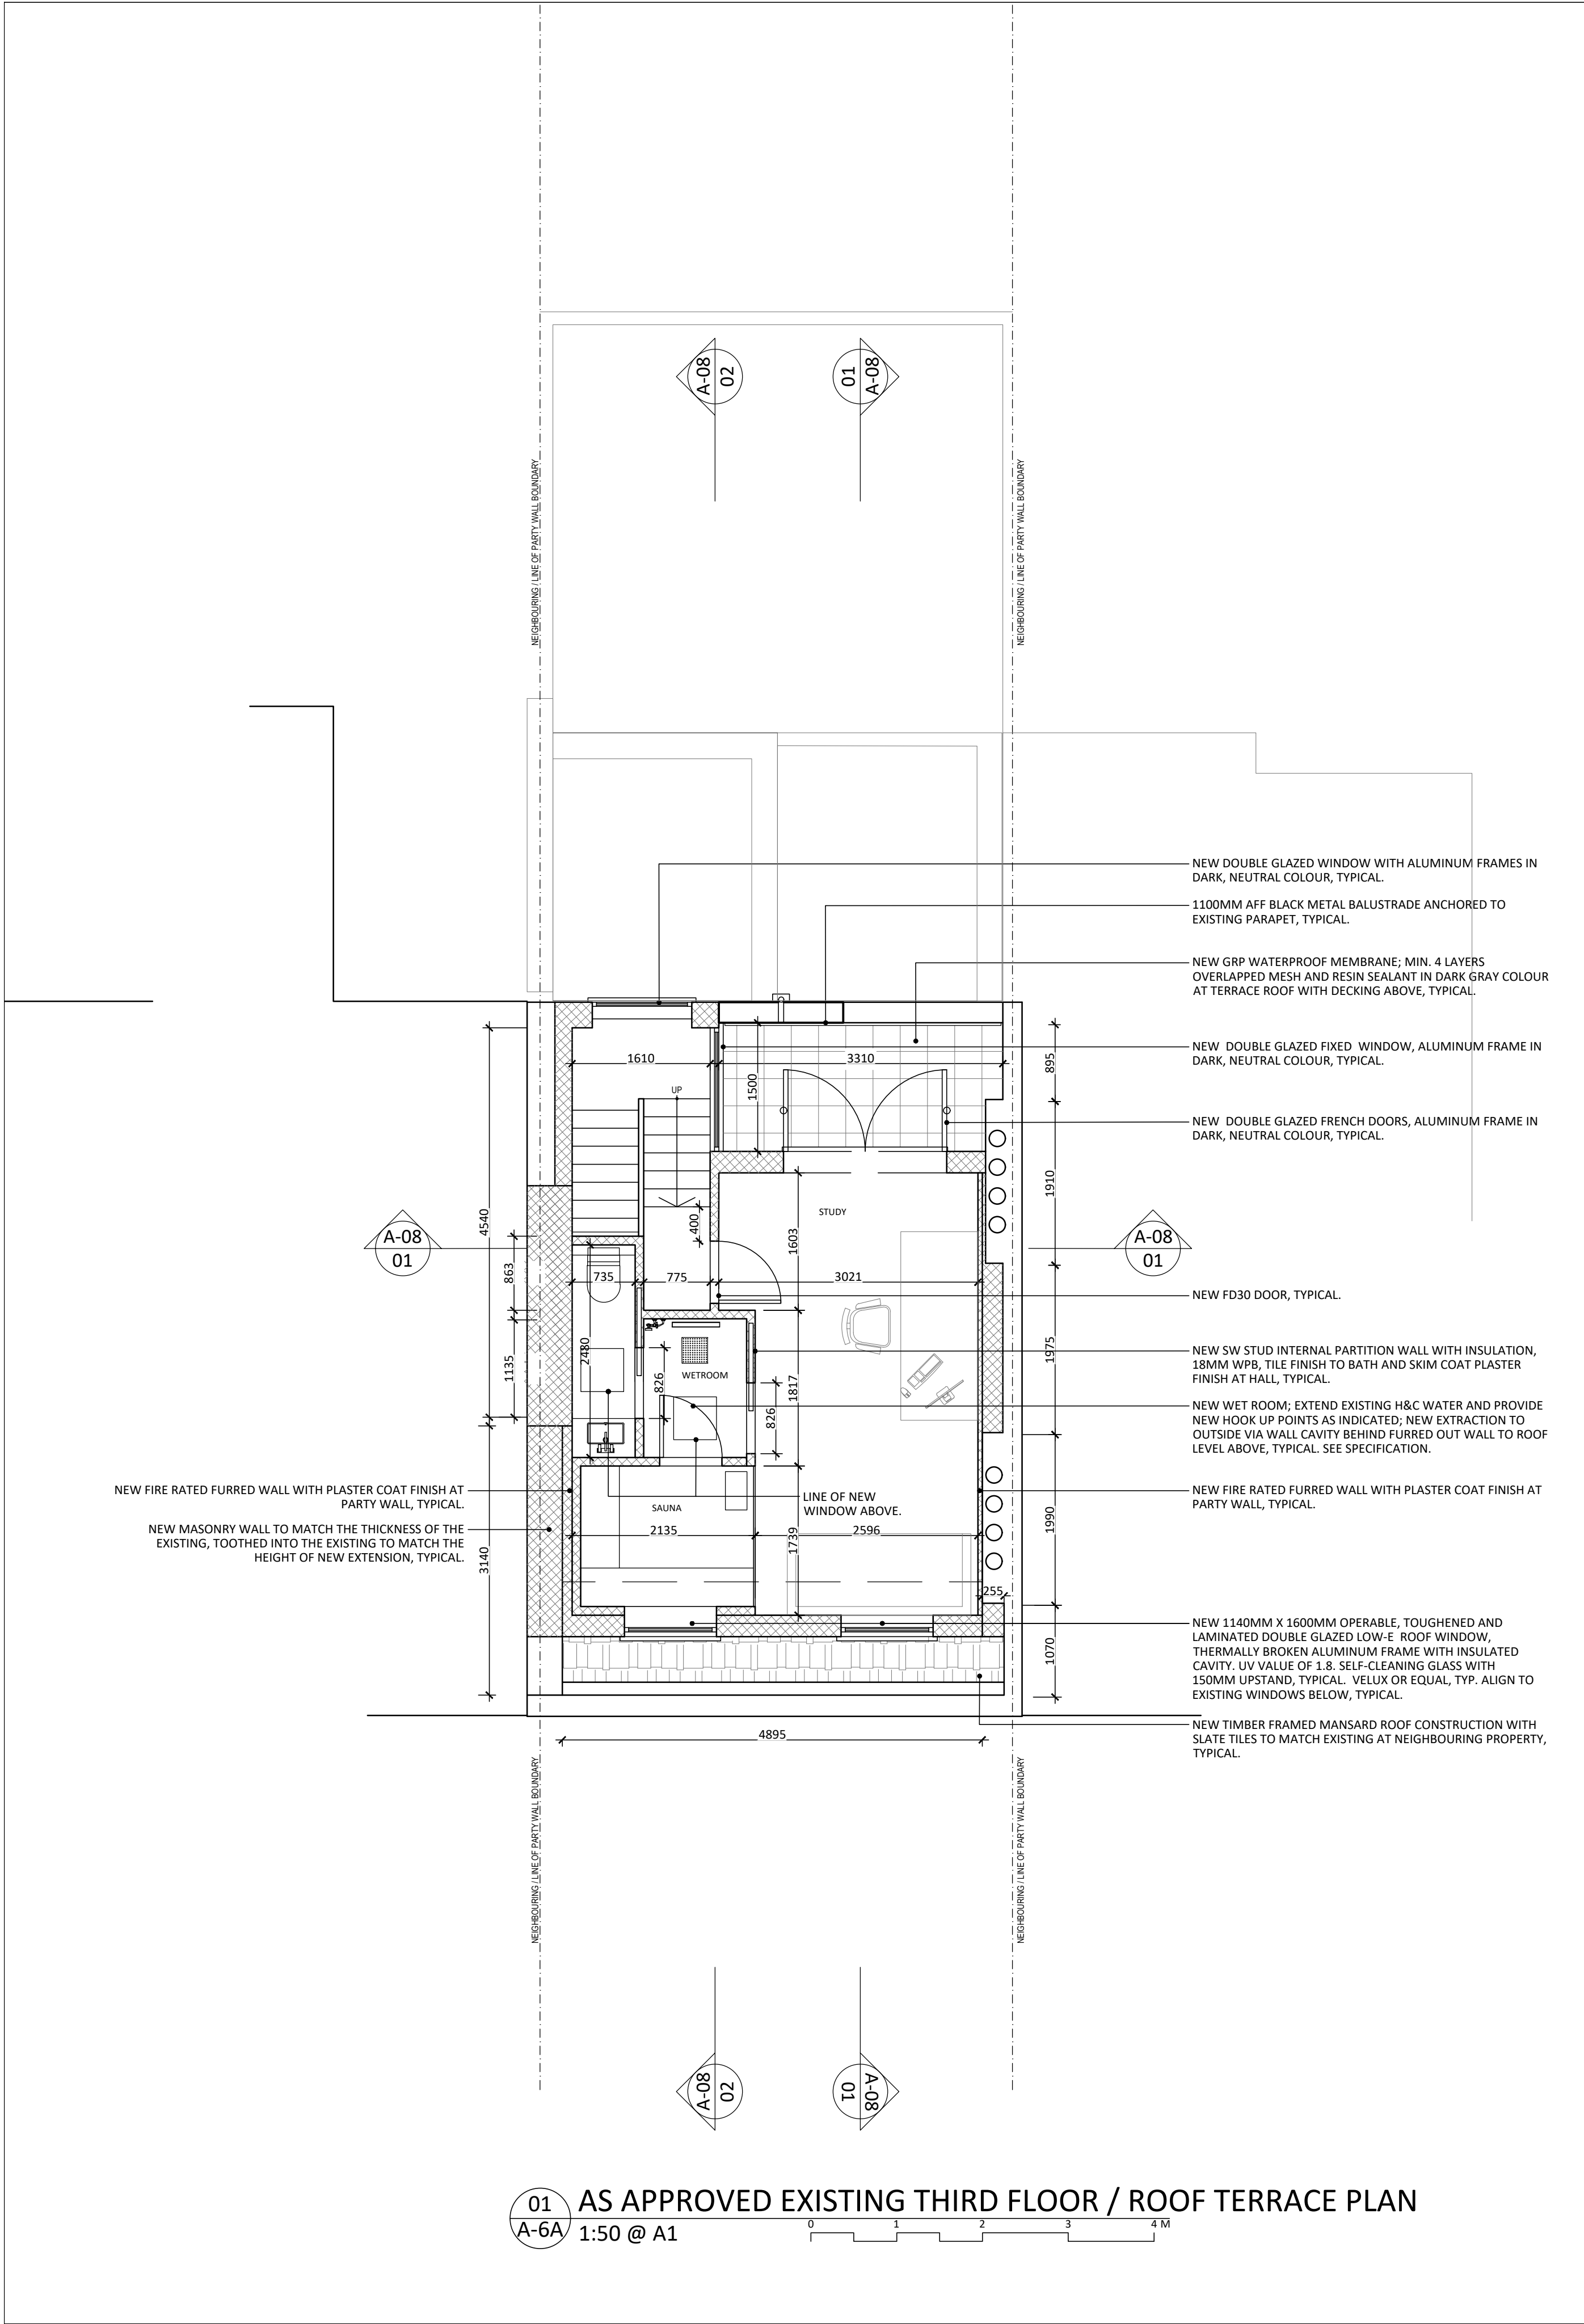 A-08
02
01
A-08
NEIGHBOURING / LINE OF PARTY WALL BOUNDARY
NEIGHBOURING / LINE OF PARTY WALL BOUNDARY
NEW DOUBLE GLAZED WINDOW WITH ALUMINUM FRAMES IN
DARK, NEUTRAL COLOUR, TYPICAL.
1100MM AFF BLACK METAL BALUSTRADE ANCHORED TO
EXISTING PARAPET, TYPICAL.
NEW GRP WATERPROOF MEMBRANE; MIN. 4 LAYERS
OVERLAPPED MESH AND RESIN SEALANT IN DARK GRAY COLOUR
AT TERRACE ROOF WITH DECKING ABOVE, TYPICAL.
NEW DOUBLE GLAZED FIXED WINDOW, ALUMINUM FRAME IN
DARK, NEUTRAL COLOUR, TYPICAL.
NEW DOUBLE GLAZED FRENCH DOORS, ALUMINUM FRAME IN
DARK, NEUTRAL COLOUR, TYPICAL.
1610
3310
895
UP
1500
1910
STUDY
4540
400
1603
A-08
01
A-08
01
863
735
775
3021
NEW FD30 DOOR, TYPICAL.
2480
1135
826
WETROOM
1817
826
1975
NEW SW STUD INTERNAL PARTITION WALL WITH INSULATION,
18MM WPB, TILE FINISH TO BATH AND SKIM COAT PLASTER
FINISH AT HALL, TYPICAL.
NEW WET ROOM; EXTEND EXISTING H&C WATER AND PROVIDE
NEW HOOK UP POINTS AS INDICATED; NEW EXTRACTION TO
OUTSIDE VIA WALL CAVITY BEHIND FURRED OUT WALL TO ROOF
LEVEL ABOVE, TYPICAL. SEE SPECIFICATION.
NEW FIRE RATED FURRED WALL WITH PLASTER COAT FINISH AT
PARTY WALL, TYPICAL.
NEW MASONRY WALL TO MATCH THE THICKNESS OF THE
EXISTING, TOOTHED INTO THE EXISTING TO MATCH THE
HEIGHT OF NEW EXTENSION, TYPICAL.
LINE OF NEW
WINDOW ABOVE.
NEW FIRE RATED FURRED WALL WITH PLASTER COAT FINISH AT
PARTY WALL, TYPICAL.
SAUNA
2135
2596
1739
1990
3140
255
1070
NEW 1140MM X 1600MM OPERABLE, TOUGHENED AND
LAMINATED DOUBLE GLAZED LOW-E ROOF WINDOW,
THERMALLY BROKEN ALUMINUM FRAME WITH INSULATED
CAVITY. UV VALUE OF 1.8. SELF-CLEANING GLASS WITH
150MM UPSTAND, TYPICAL. VELUX OR EQUAL, TYP. ALIGN TO
EXISTING WINDOWS BELOW, TYPICAL.
NEW TIMBER FRAMED MANSARD ROOF CONSTRUCTION WITH
SLATE TILES TO MATCH EXISTING AT NEIGHBOURING PROPERTY,
TYPICAL.
4895
NEIGHBOURING / LINE OF PARTY WALL BOUNDARY
NEIGHBOURING / LINE OF PARTY WALL BOUNDARY
A-08
02
A-08
01
01
A-6A
AS APPROVED EXISTING THIRD FLOOR / ROOF TERRACE PLAN
1:50 @ A1
0 1 2 3 4 M